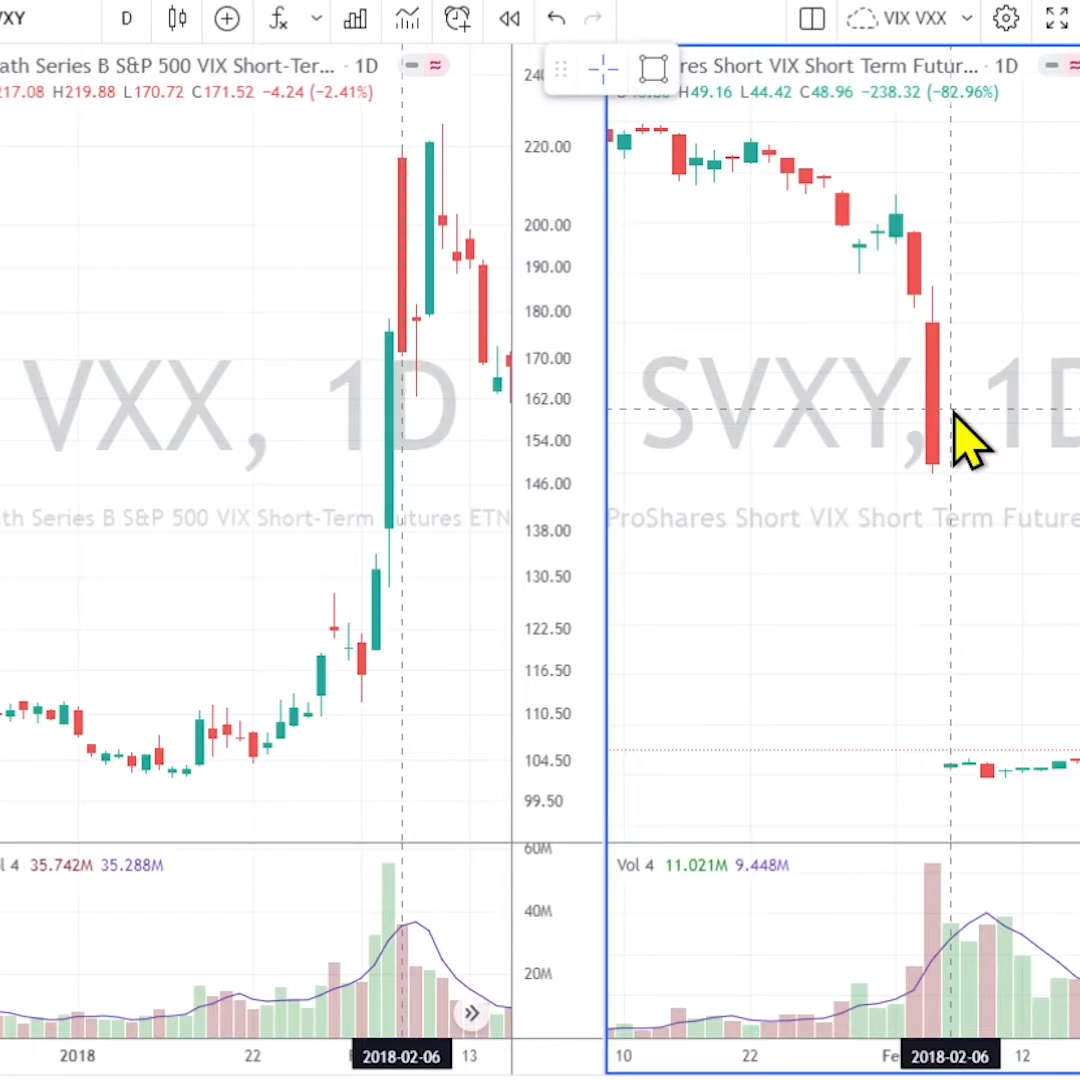 VXY
D
VIX VXX
ath Series B S&P 500 VIX Short-Ter... · 1D
217.08 H219.88 L170.72 C171.52 −4.24 (−2.41%)
res Short VIX Short Term Futur... · 1D
H49.16 L44.42 C48.96 −238.32 (−82.96%)
240
220.00
200.00
190.00
180.00
170.00
162.00
154.00
146.00
138.00
130.50
122.50
116.50
110.50
104.50
99.50
VXX, 1D
ath Series B S&P 500 VIX Short-Term Futures ETN
SVXY, 1D
ProShares Short VIX Short Term Future
l 4 35.742M 35.288M
60M
40M
20M
Vol 4 11.021M 9.448M
2018
22
2018-02-06
13
10
22
Fe
2018-02-06
12